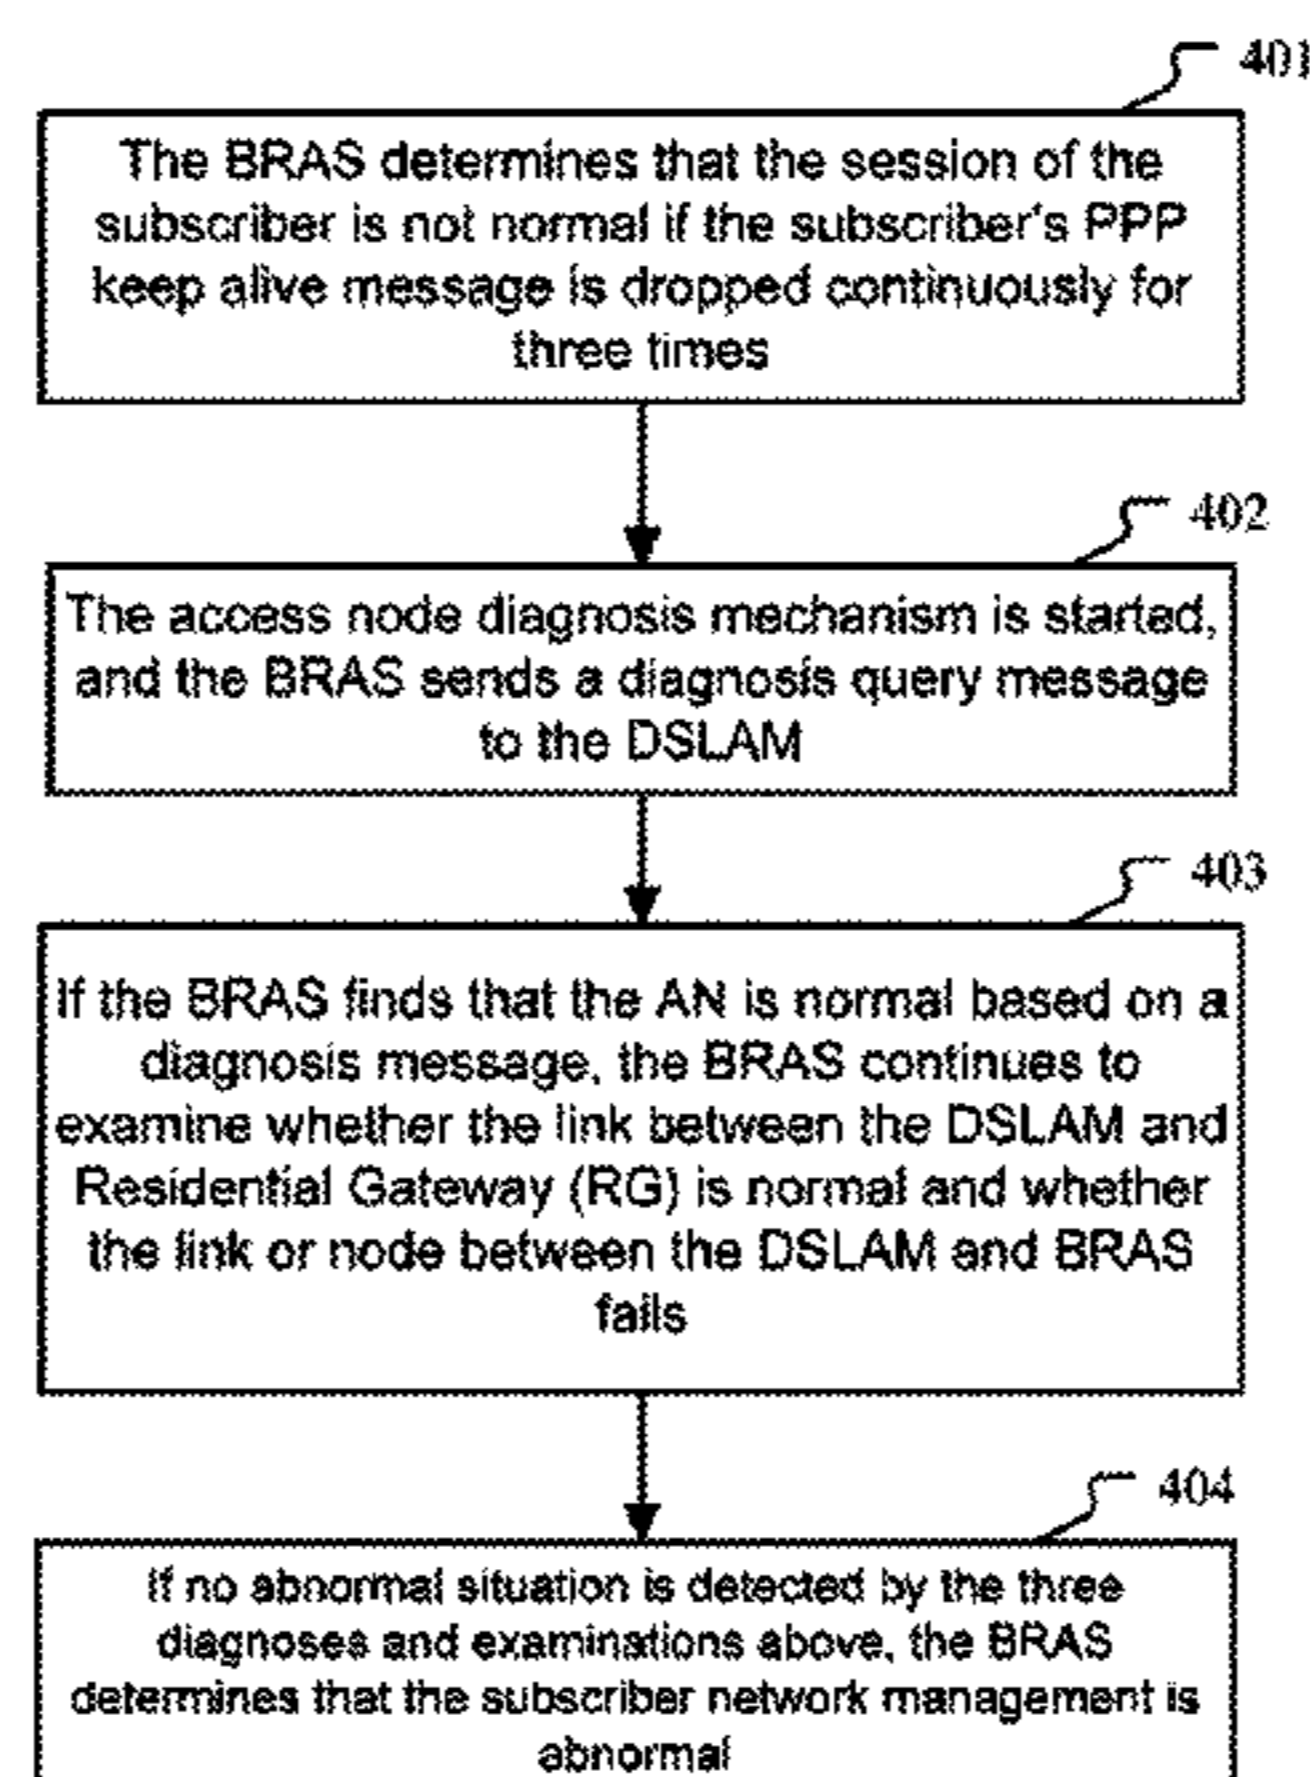 401
The BRAS determines that the session of the
subscriber is not normal if the subscriber's PPP
keep alive message is dropped continuously for
three times
402
The access node diagnosis mechanism is started,
and the BRAS sends a diagnosis query message
to the DSLAM
403
If the BRAS finds that the AN is normal based on a
diagnosis message, the BRAS continues to
examine whether the link between the DSLAM and
Residential Gateway (RG) is normal and whether
the link or node between the DSLAM and BRAS
fails
404
If no abnormal situation is detected by the three
diagnoses and examinations above, the BRAS
determines that the subscriber network management is
abnormal